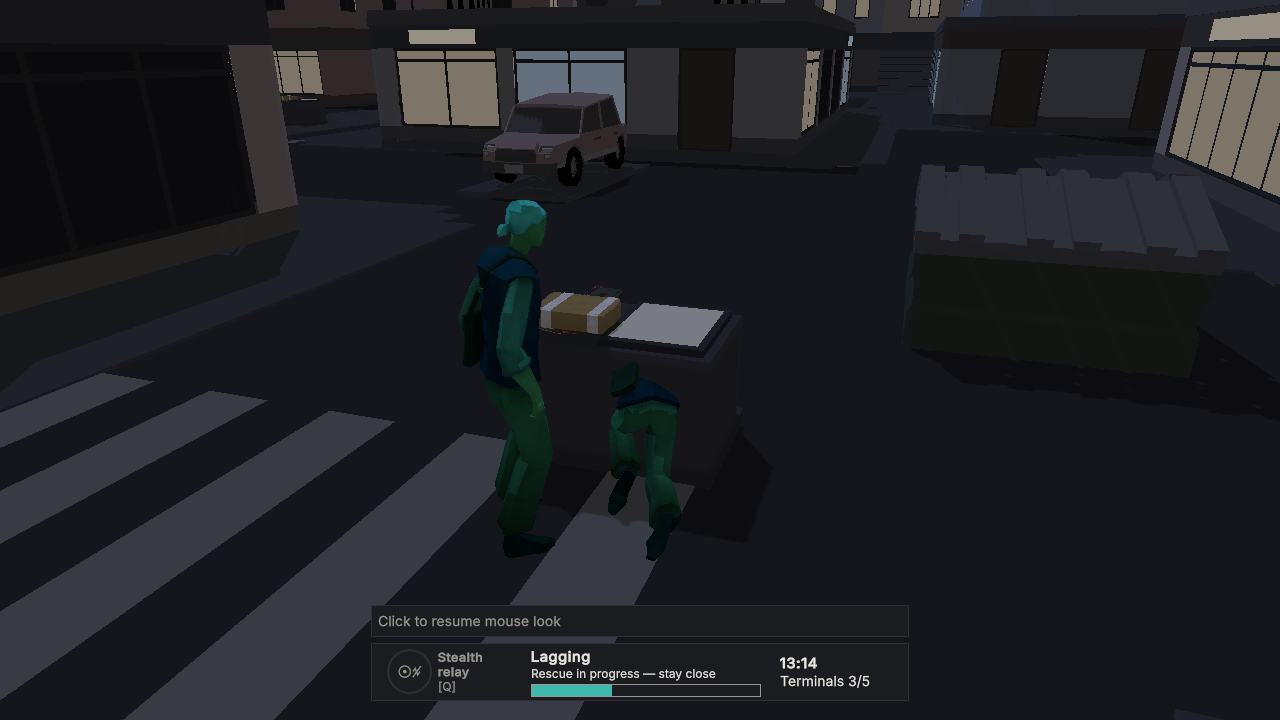 Click to resume mouse look
Stealth
relay
[Q]
Lagging
Rescue in progress — stay close
13:14
Terminals 3/5